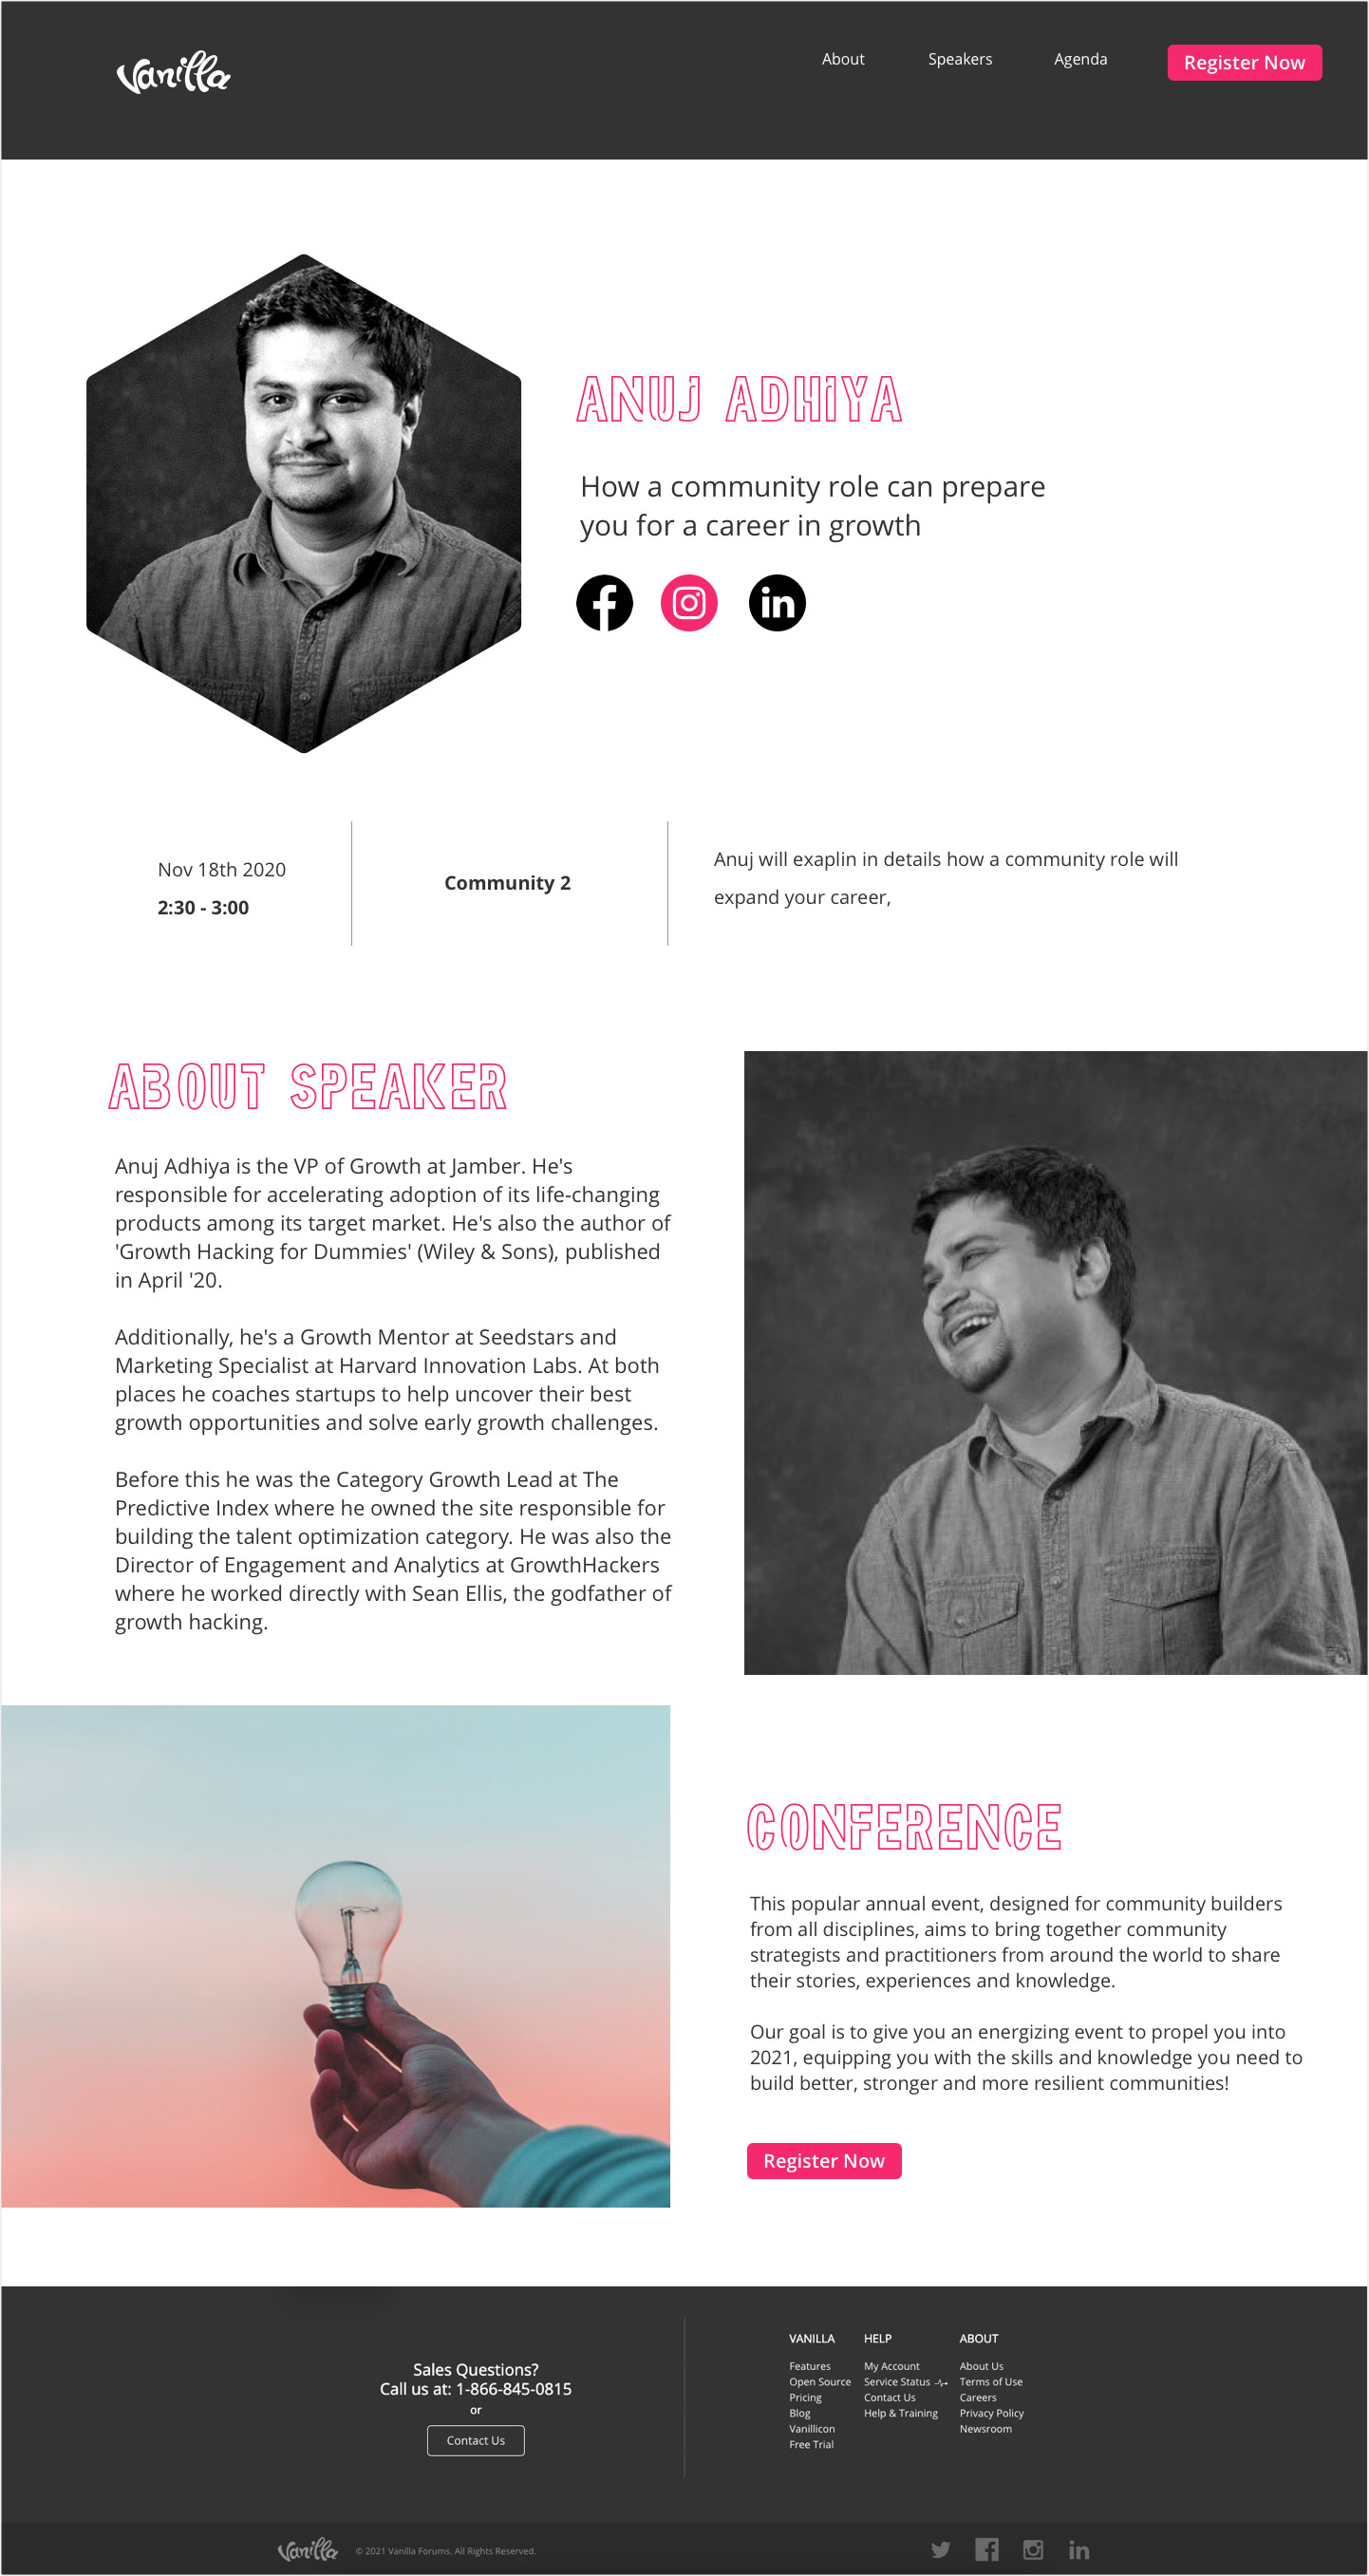 Vanilla
About Speakers Agenda Register Now
ANUJ ADHIYA
How a community role can prepare
you for a career in growth
Nov 18th 2020
2:30 - 3:00
Community 2
Anuj will exaplin in details how a community role will
expand your career,
ABOUT SPEAKER
Anuj Adhiya is the VP of Growth at Jamber. He's
responsible for accelerating adoption of its life-changing
products among its target market. He's also the author of
'Growth Hacking for Dummies' (Wiley & Sons), published
in April '20.
Additionally, he's a Growth Mentor at Seedstars and
Marketing Specialist at Harvard Innovation Labs. At both
places he coaches startups to help uncover their best
growth opportunities and solve early growth challenges.
Before this he was the Category Growth Lead at The
Predictive Index where he owned the site responsible for
building the talent optimization category. He was also the
Director of Engagement and Analytics at GrowthHackers
where he worked directly with Sean Ellis, the godfather of
growth hacking.
CONFERENCE
This popular annual event, designed for community builders
from all disciplines, aims to bring together community
strategists and practitioners from around the world to share
their stories, experiences and knowledge.
Our goal is to give you an energizing event to propel you into
2021, equipping you with the skills and knowledge you need to
build better, stronger and more resilient communities!
Register Now
Sales Questions?
Call us at: 1-866-845-0815
or
Contact Us
VANILLA
Features
Open Source
Pricing
Blog
Vanillicon
Free Trial
HELP
My Account
Service Status
Contact Us
Help & Training
ABOUT
About Us
Terms of Use
Careers
Privacy Policy
Newsroom
Vanilla
© 2021 Vanilla Forums. All Rights Reserved.